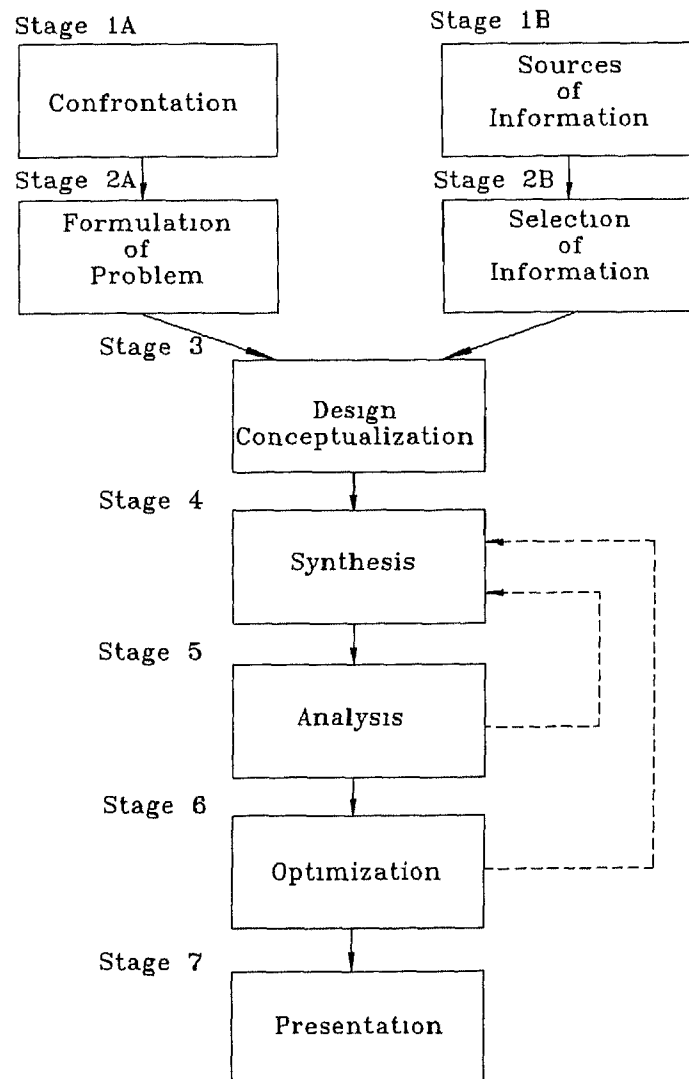 Stage 1A
Confrontation
Stage 1B
Sources
of
Information
Stage 2A
Formulation
of
Problem
Stage 2B
Selection
of
Information
Stage 3
Design
Conceptualization
Stage 4
Synthesis
Stage 5
Analysis
Stage 6
Optimization
Stage 7
Presentation